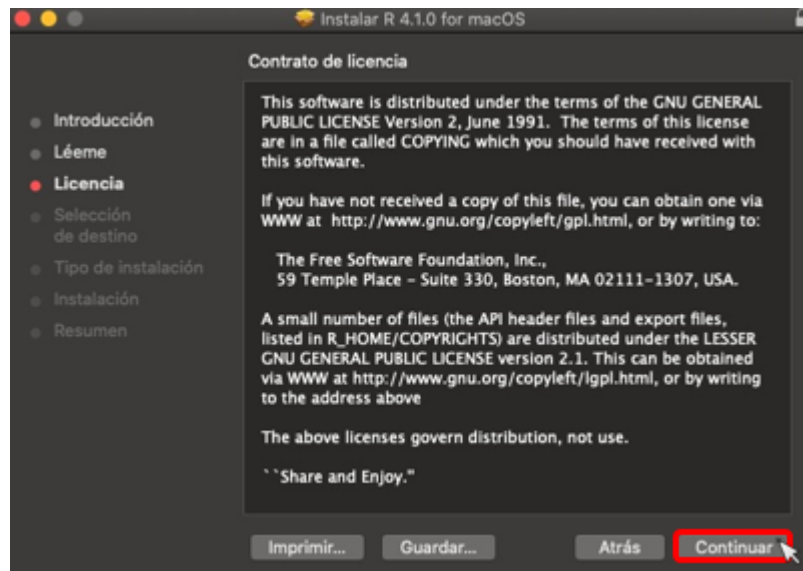 Instalar R 4.1.0 for macOS
Contrato de licencia
Introducción
Léeme
Licencia
Selección
de destino
Tipo de instalación
Instalación
Resumen
This software is distributed under the terms of the GNU GENERAL
PUBLIC LICENSE Version 2, June 1991.  The terms of this license
are in a file called COPYING which you should have received with
this software.
If you have not received a copy of this file, you can obtain one via
WWW at  http://www.gnu.org/copyleft/gpl.html, or by writing to:
The Free Software Foundation, Inc.,
59 Temple Place – Suite 330, Boston, MA 02111–1307, USA.
A small number of files (the API header files and export files,
listed in R_HOME/COPYRIGHTS) are distributed under the LESSER
GNU GENERAL PUBLIC LICENSE version 2.1. This can be obtained
via WWW at http://www.gnu.org/copyleft/lgpl.html, or by writing
to the address above
The above licenses govern distribution, not use.
``Share and Enjoy.''
Imprimir...
Guardar...
Atrás
Continuar